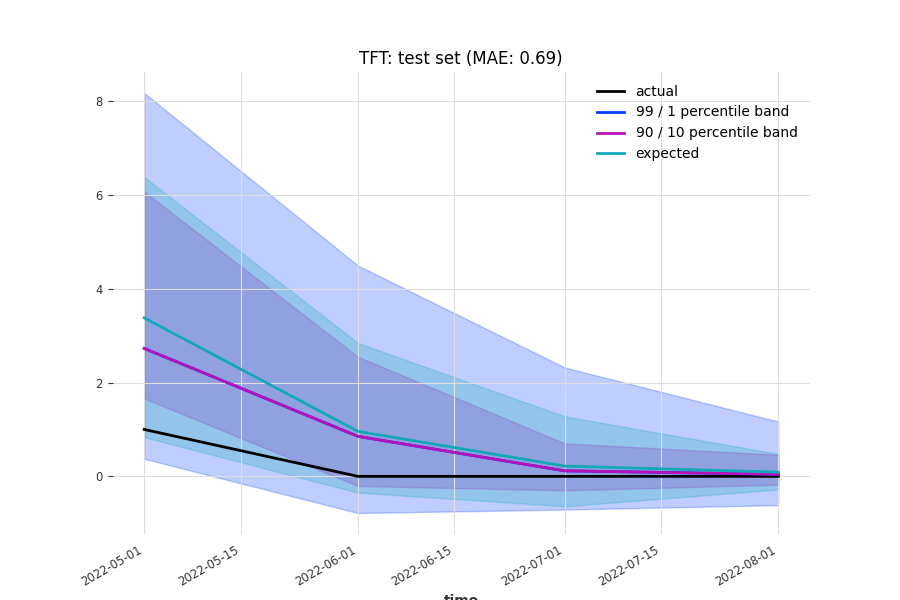 TFT: test set (MAE: 0.69)
actual
99 / 1 percentile band
90 / 10 percentile band
expected
8
6
4
2
0
2022-05-01
2022-05-15
2022-06-01
2022-06-15
2022-07-01
2022-07-15
2022-08-01
time